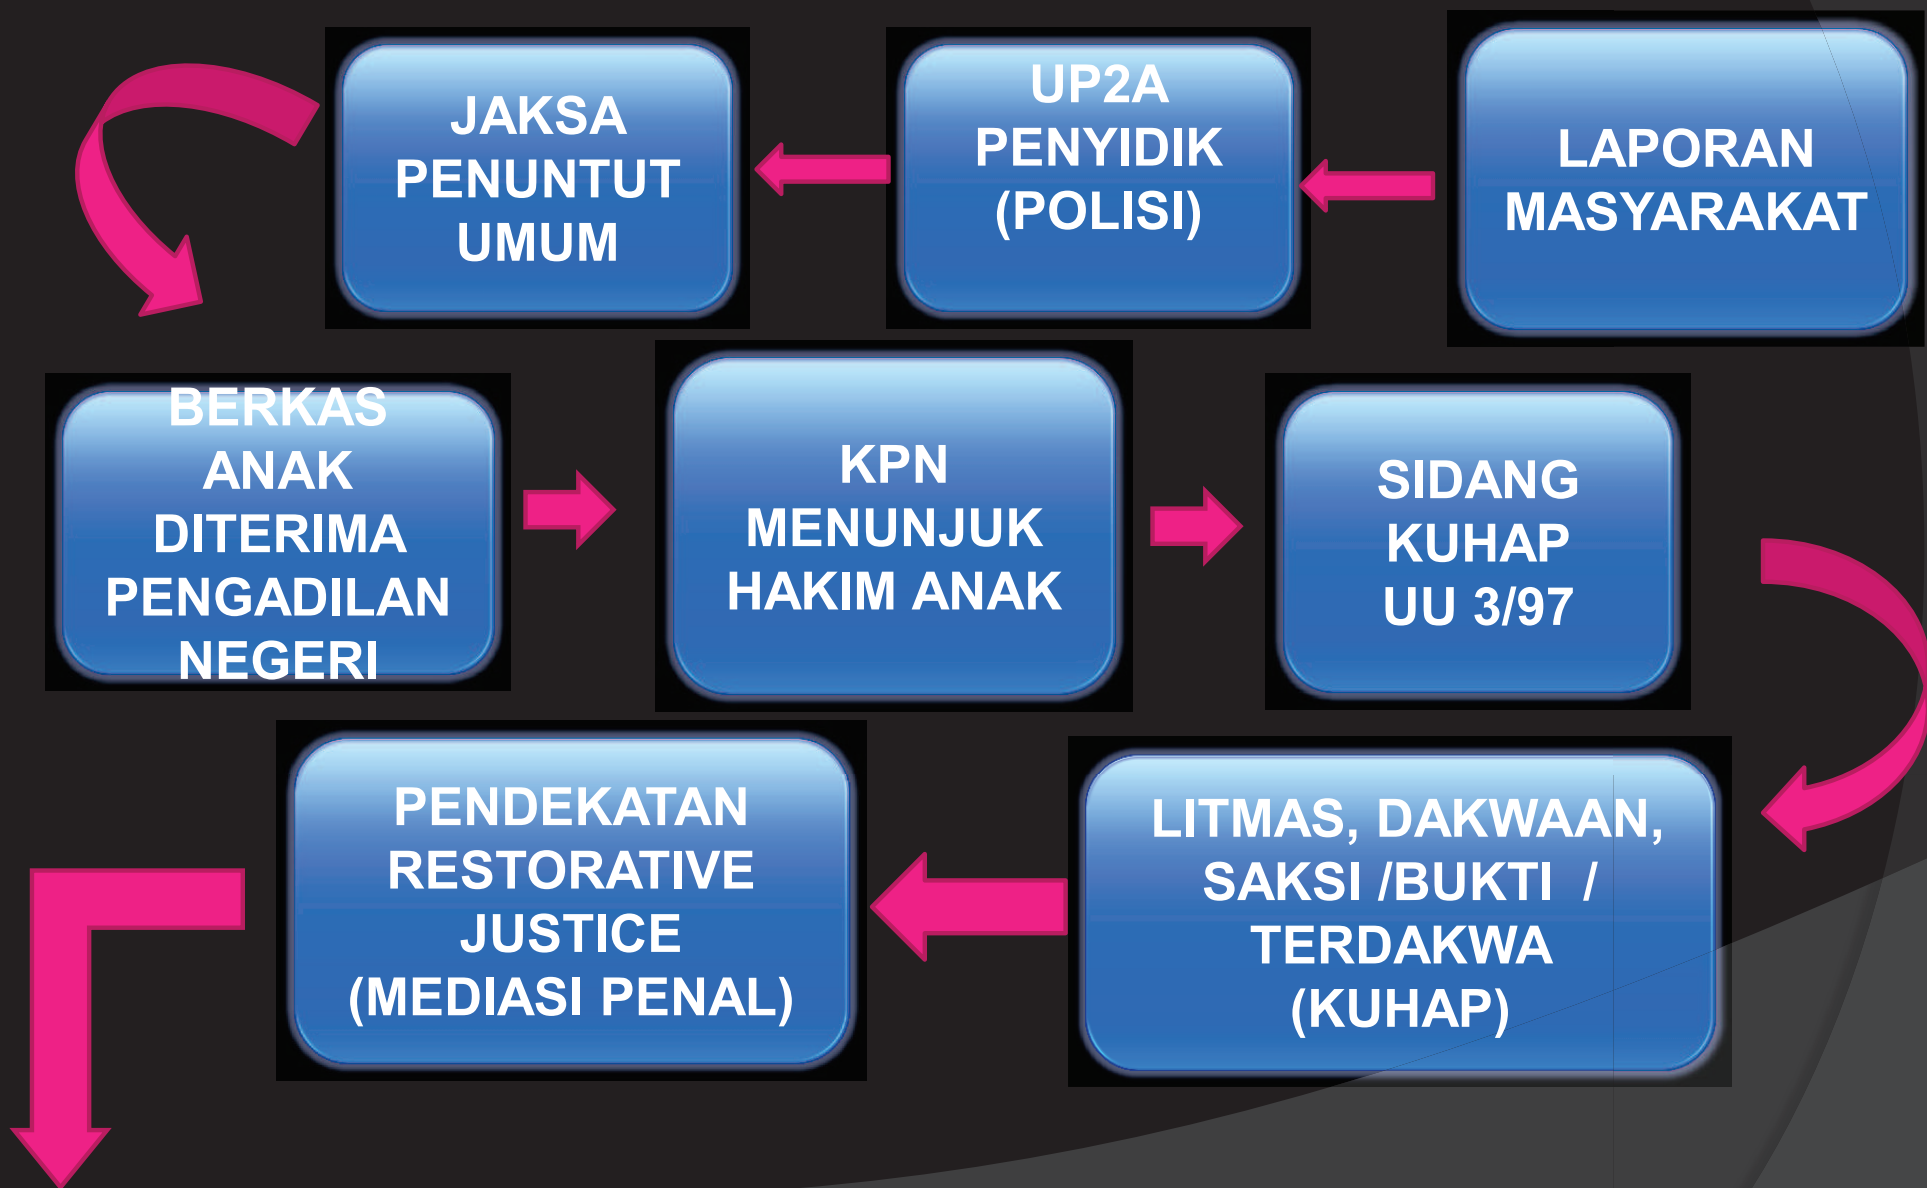 LAPORAN
MASYARAKAT
UP2A
PENYIDIK
(POLISI)
JAKSA
PENUNTUT
UMUM
BERKAS
ANAK
DITERIMA
PENGADILAN
NEGERI
KPN
MENUNJUK
HAKIM ANAK
SIDANG
KUHAP
UU 3/97
LITMAS, DAKWAAN,
SAKSI /BUKTI /
TERDAKWA
(KUHAP)
PENDEKATAN
RESTORATIVE
JUSTICE
(MEDIASI PENAL)